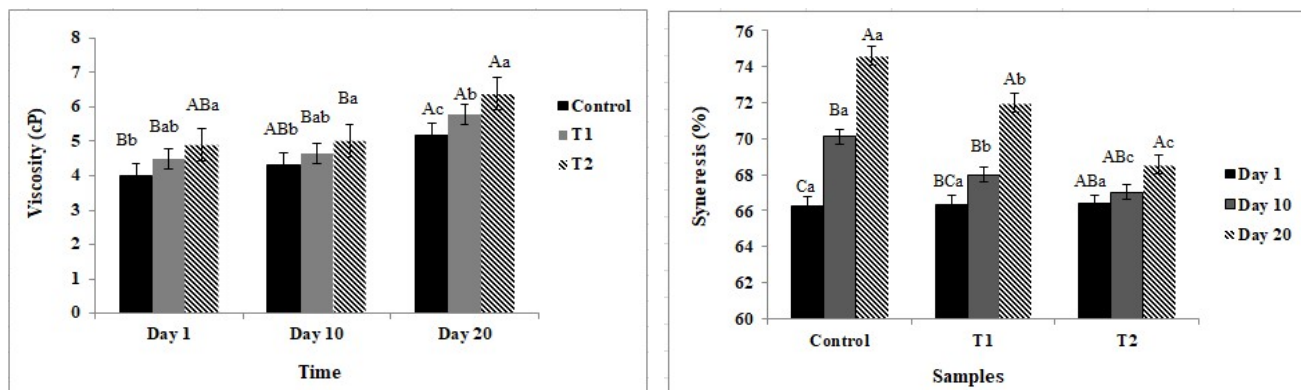 8
7
6
5
4
3
2
1
0
Viscosity (cP)
Bb
Bab
ABa
ABb
Bab
Ba
Ac
Ab
Aa
Control
T1
T2
Day 1
Day 10
Day 20
Time
76
74
72
70
68
66
64
62
60
Syneresis (%)
Ca
Ba
Aa
BCa
Bb
Ab
ABa
ABc
Ac
Day 1
Day 10
Day 20
Control
T1
T2
Samples